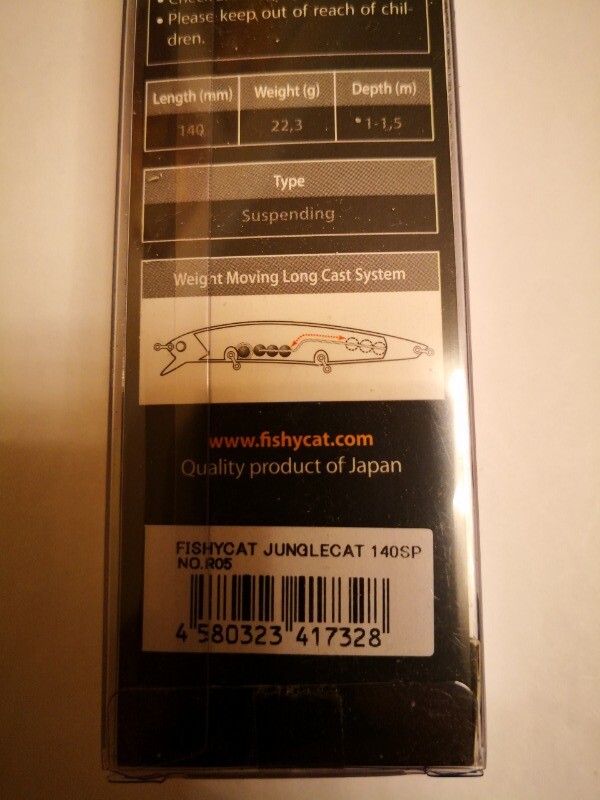 • Please keep out of reach of chil-
dren.
Length (mm) Weight (g) Depth (m)
140 22,3 *1-1,5
Type
Suspending
Weight Moving Long Cast System
www.fishycat.com
Quality product of Japan
FISHYCAT JUNGLECAT 140SP
NO.R05
4 580323 417328